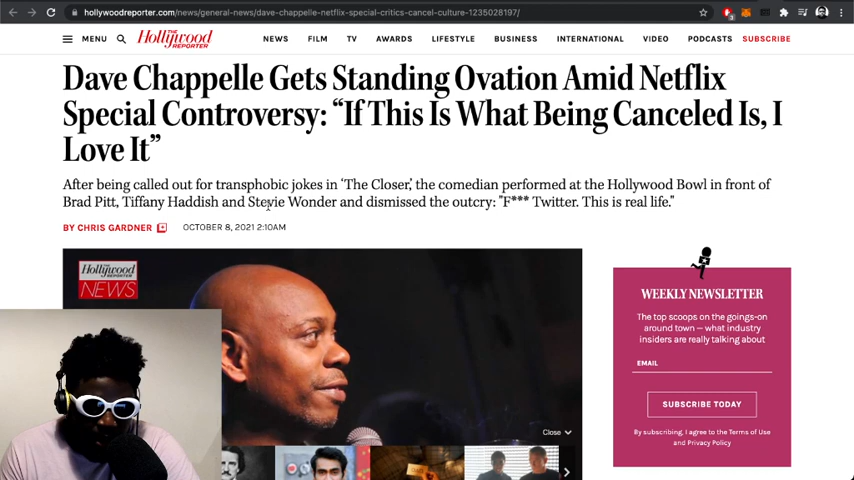 hollywoodreporter.com/news/general-news/dave-chappelle-netflix-special-critics-cancel-culture-1235028197/
3
MENU THE Hollywood REPORTER NEWS FILM TV AWARDS LIFESTYLE BUSINESS INTERNATIONAL VIDEO PODCASTS SUBSCRIBE
Dave Chappelle Gets Standing Ovation Amid Netflix
Special Controversy: “If This Is What Being Canceled Is, I
Love It”
After being called out for transphobic jokes in ‘The Closer,’ the comedian performed at the Hollywood Bowl in front of
Brad Pitt, Tiffany Haddish and Stevie Wonder and dismissed the outcry: "F*** Twitter. This is real life."
BY CHRIS GARDNER OCTOBER 8, 2021 2:10AM
Hollywood
REPORTER
NEWS
Close
WEEKLY NEWSLETTER
The top scoops on the goings-on
around town — what industry
insiders are really talking about
EMAIL
SUBSCRIBE TODAY
By subscribing, I agree to the Terms of Use
and Privacy Policy